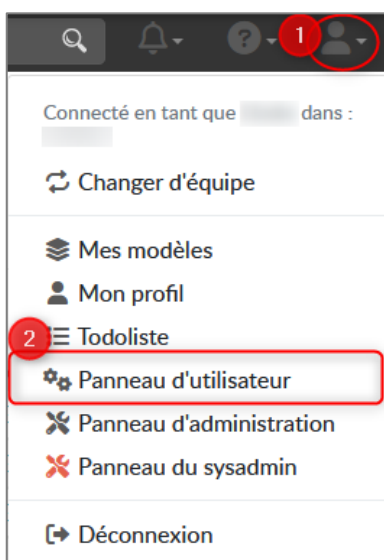 1
Connecté en tant que dans :
Changer d'équipe
Mes modèles
Mon profil
2 Todoliste
Panneau d'utilisateur
Panneau d'administration
Panneau du sysadmin
Déconnexion